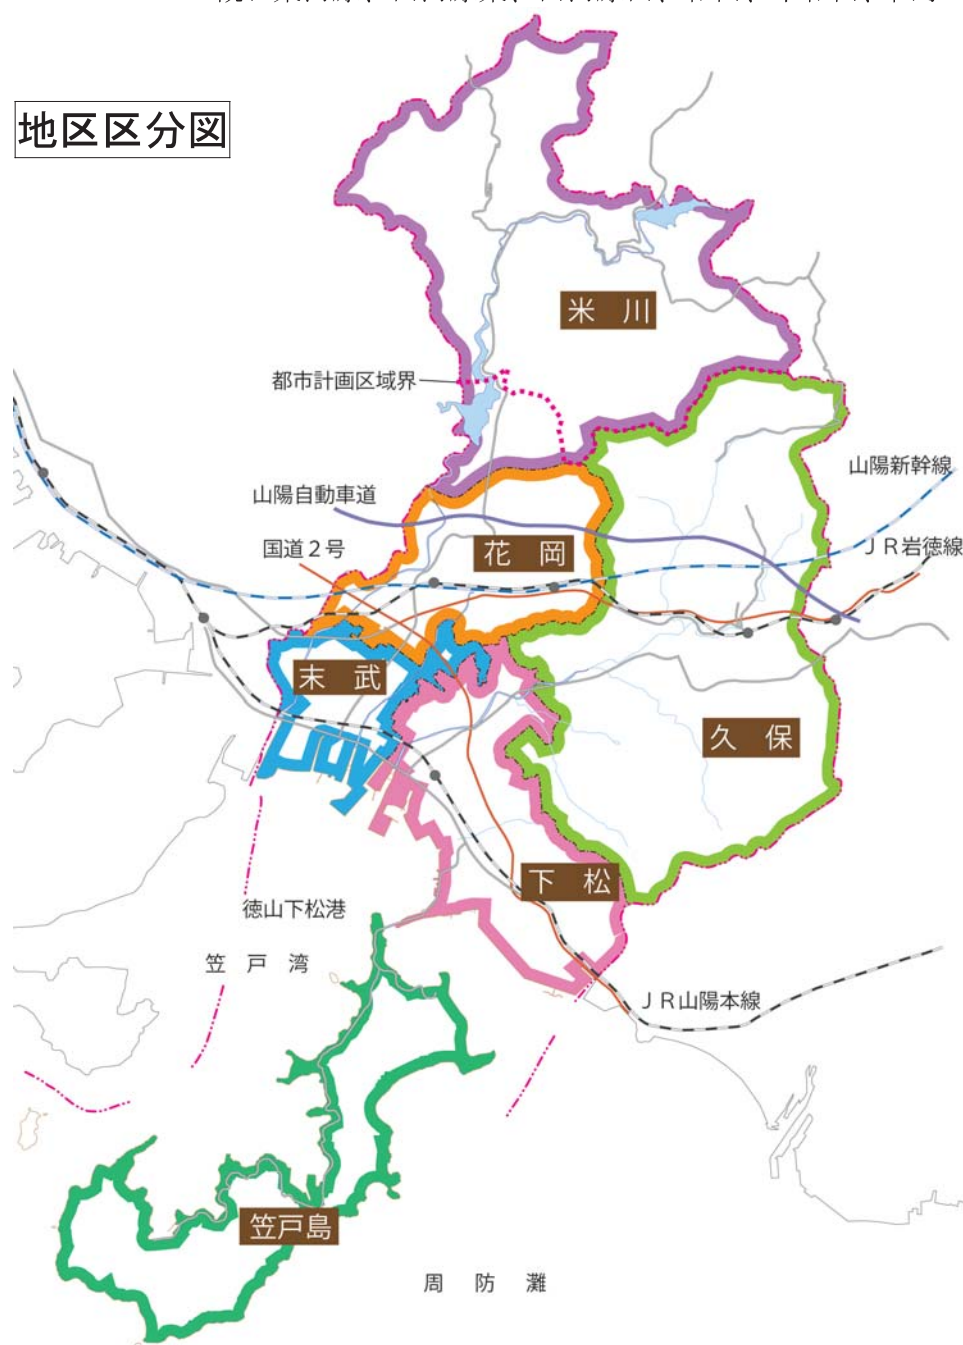 地区区分図
米川
都市計画区域界
山陽新幹線
山陽自動車道
国道２号
花岡
ＪＲ岩徳線
末武
久保
下松
徳山下松港
笠戸湾
ＪＲ山陽本線
笠戸島
周防灘